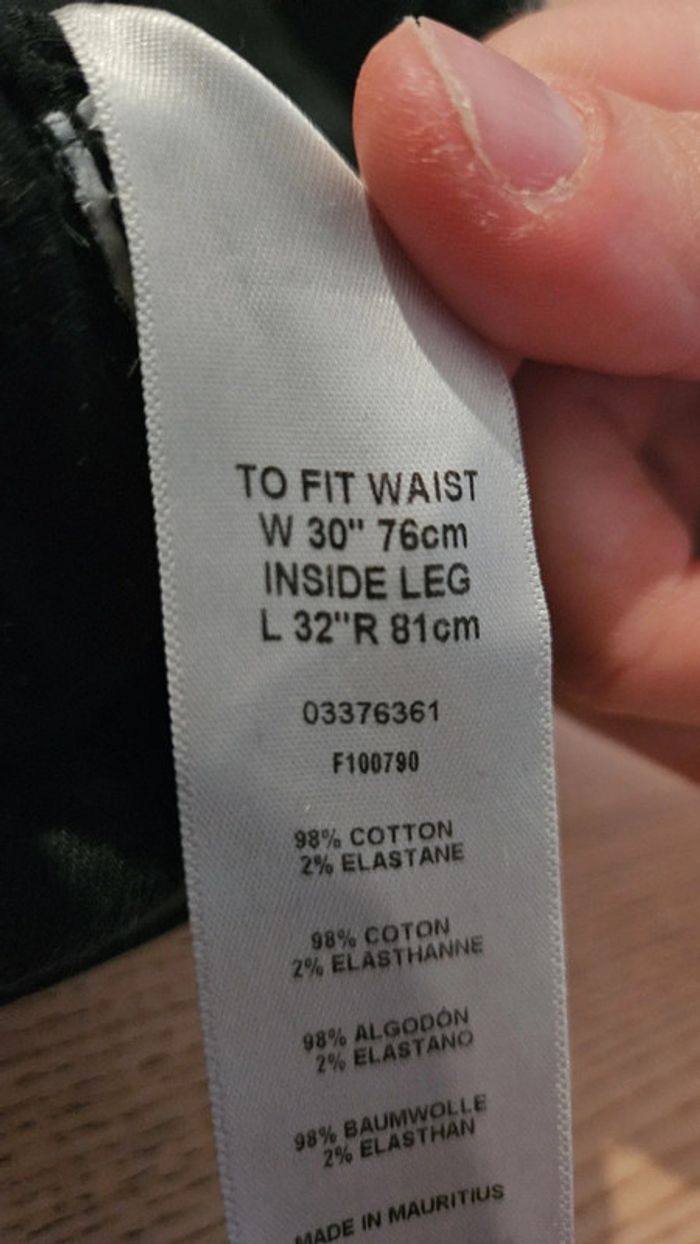 TO FIT WAIST
W 30" 76cm
INSIDE LEG
L 32"R 81cm
03376361
F100790
98% COTTON
2% ELASTANE
98% COTON
2% ELASTHANNE
98% ALGODÓN
2% ELASTANO
98% BAUMWOLLE
2% ELASTHAN
MADE IN MAURITIUS